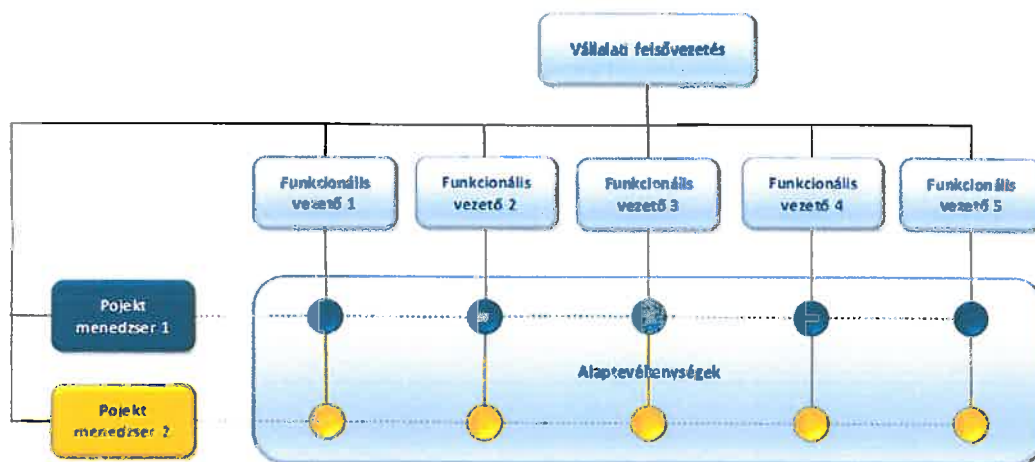 Vállalati felsővezetés
Funkcionális
vezető 1
Funkcionális
vezető 2
Funkcionális
vezető 3
Funkcionális
vezető 4
Funkcionális
vezető 5
Pojekt
menedzser 1
Alaptevékenységek
Pojekt
menedzser 2